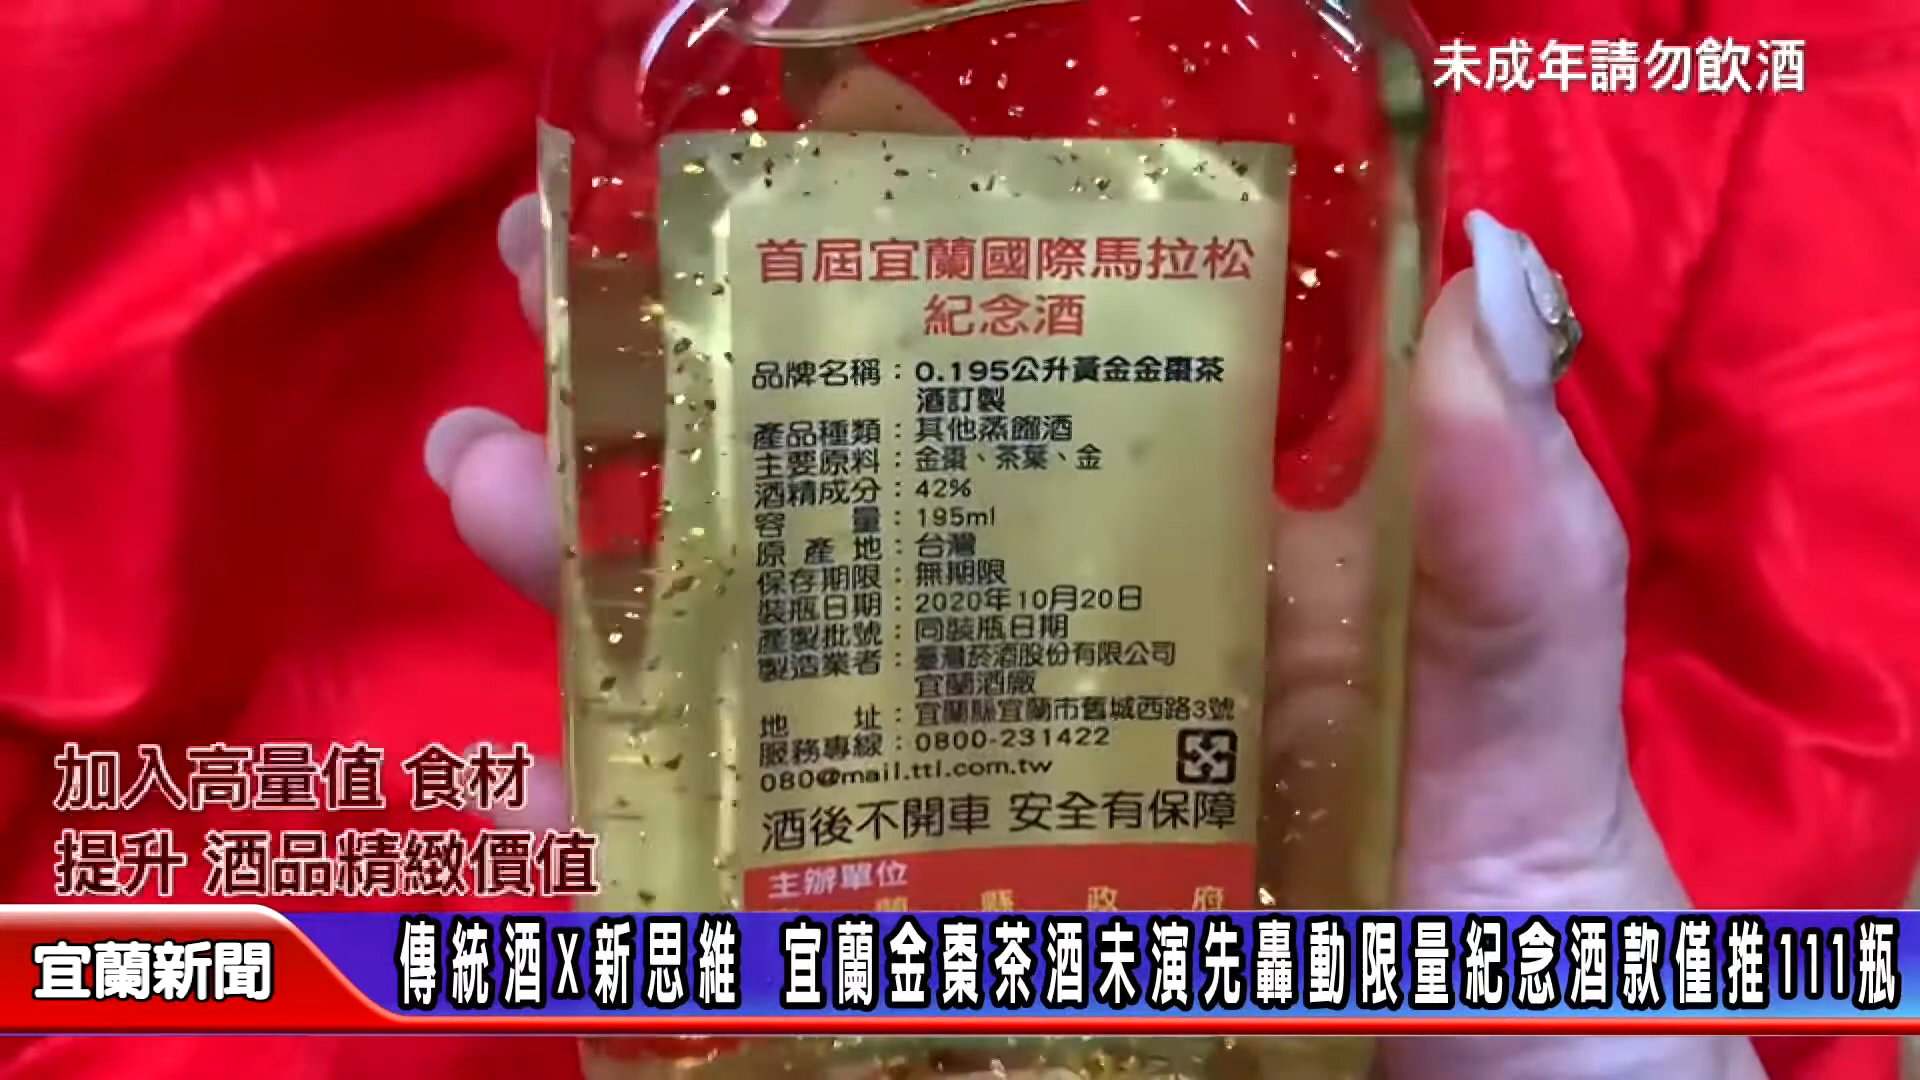 未成年請勿飲酒
首屆宜蘭國際馬拉松
紀念酒
品牌名稱：0.195公升黃金金棗茶
酒訂製
產品種類：其他蒸餾酒
主要原料：金棗、茶葉、金
酒精成分：42%
容量：195ml
原產地：台灣
保存期限：無期限
裝瓶日期：2020年10月20日
產製批號：同裝瓶日期
製造業者：臺灣菸酒股份有限公司
宜蘭酒廠
地址：宜蘭縣宜蘭市舊城西路3號
服務專線：0800-231422
080@mail.ttl.com.tw
酒後不開車 安全有保障
主辦單位
蘭縣政府
加入高量值 食材
提升 酒品精緻價值
宜蘭新聞
傳統酒X新思維 宜蘭金棗茶酒未演先轟動限量紀念酒款僅推111瓶